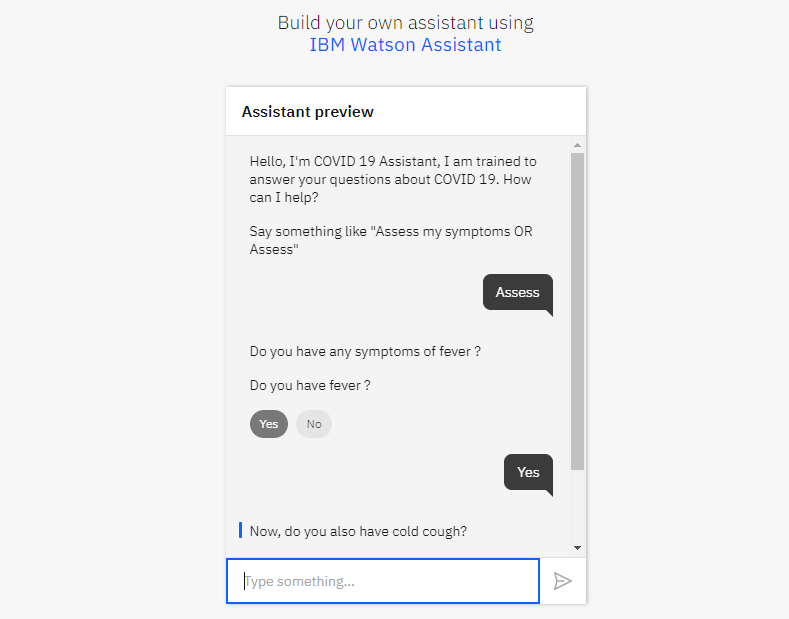 Build your own assistant using
IBM Watson Assistant
Assistant preview
Hello, I'm COVID 19 Assistant, I am trained to
answer your questions about COVID 19. How
can I help?
Say something like "Assess my symptoms OR
Assess"
Assess
Do you have any symptoms of fever ?
Do you have fever ?
Yes No
Yes
Now, do you also have cold cough?
Type something...